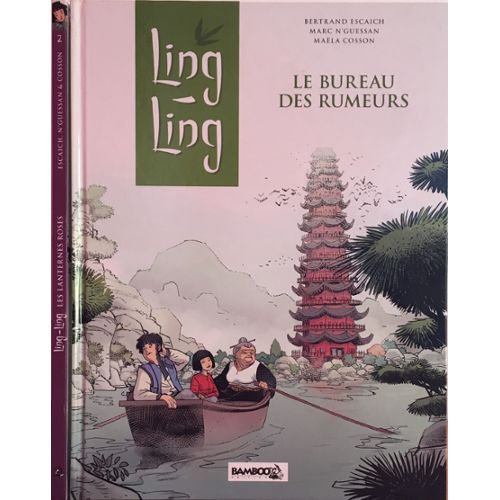 2
ESCAICH, N'GUESSAN & COSSON
LING-LING LES LANTERNES ROSES
BERTRAND ESCAICH
MARC N'GUESSAN
MAËLA COSSON
Ling
-
Ling
LE BUREAU
DES RUMEURS
BAMBOO
ÉDITION